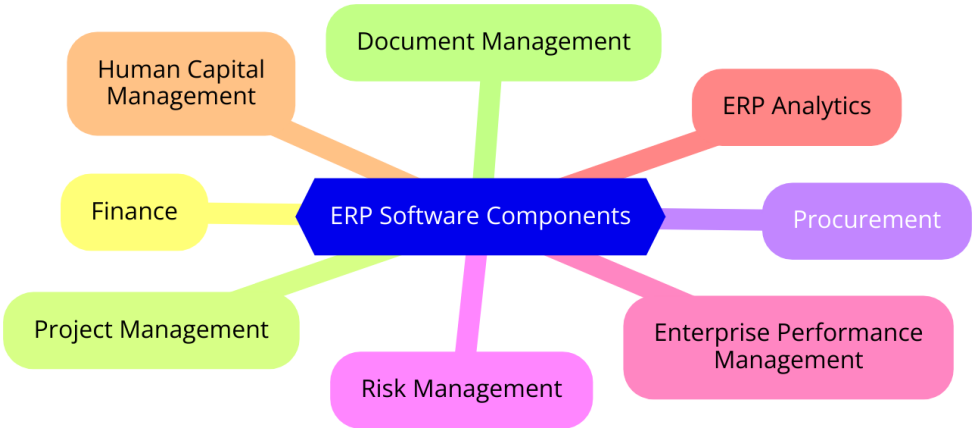 Document Management
Human Capital
Management
ERP Analytics
Finance
ERP Software Components
Procurement
Project Management
Enterprise Performance
Management
Risk Management